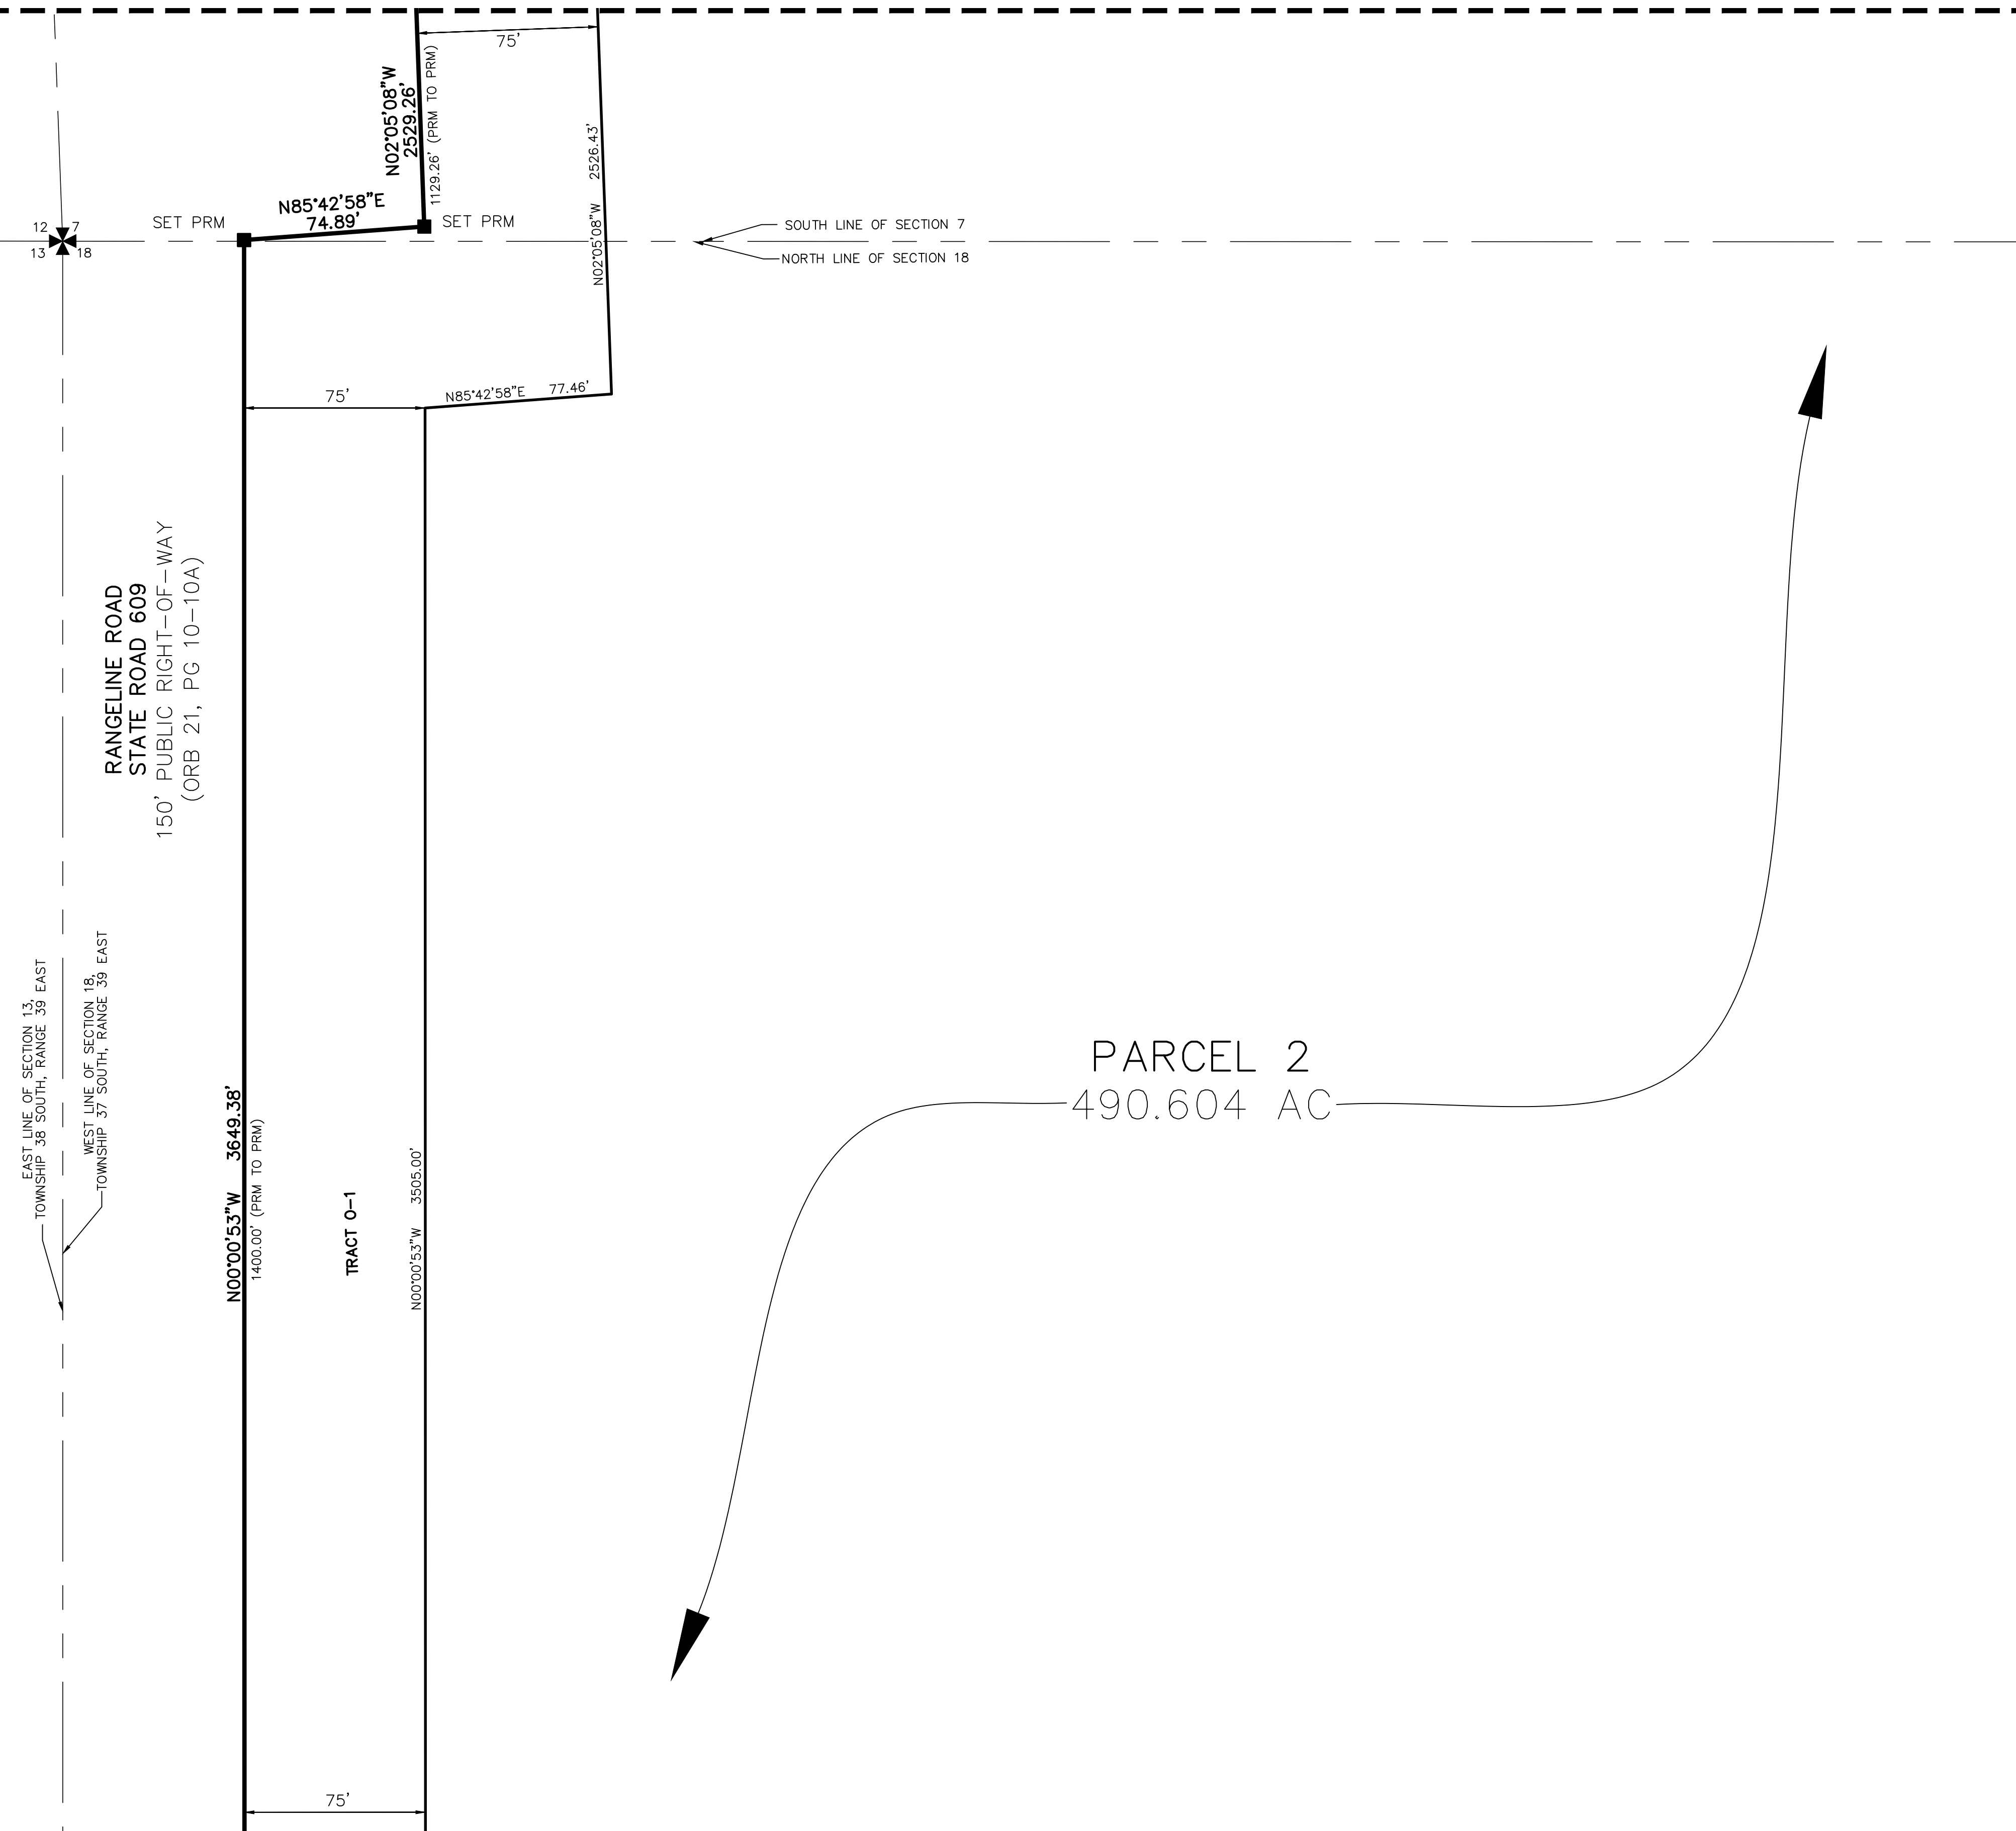 75'
N02°05'08"W
2529.26'
1129.26' (PRM TO PRM)
N02°05'08"W 2526.43'
N85°42'58"E
74.89'
SET PRM
SET PRM
12 7
13 18
SOUTH LINE OF SECTION 7
NORTH LINE OF SECTION 18
75'
N85°42'58"E 77.46'
RANGELINE ROAD
STATE ROAD 609
150' PUBLIC RIGHT-OF-WAY
(ORB 21, PG 10-10A)
EAST LINE OF SECTION 13,
TOWNSHIP 38 SOUTH, RANGE 39 EAST
WEST LINE OF SECTION 18,
TOWNSHIP 37 SOUTH, RANGE 39 EAST
N00°00'53"W 3649.38'
1400.00' (PRM TO PRM)
TRACT O-1
N00°00'53"W 3505.00'
PARCEL 2
490.604 AC
75'